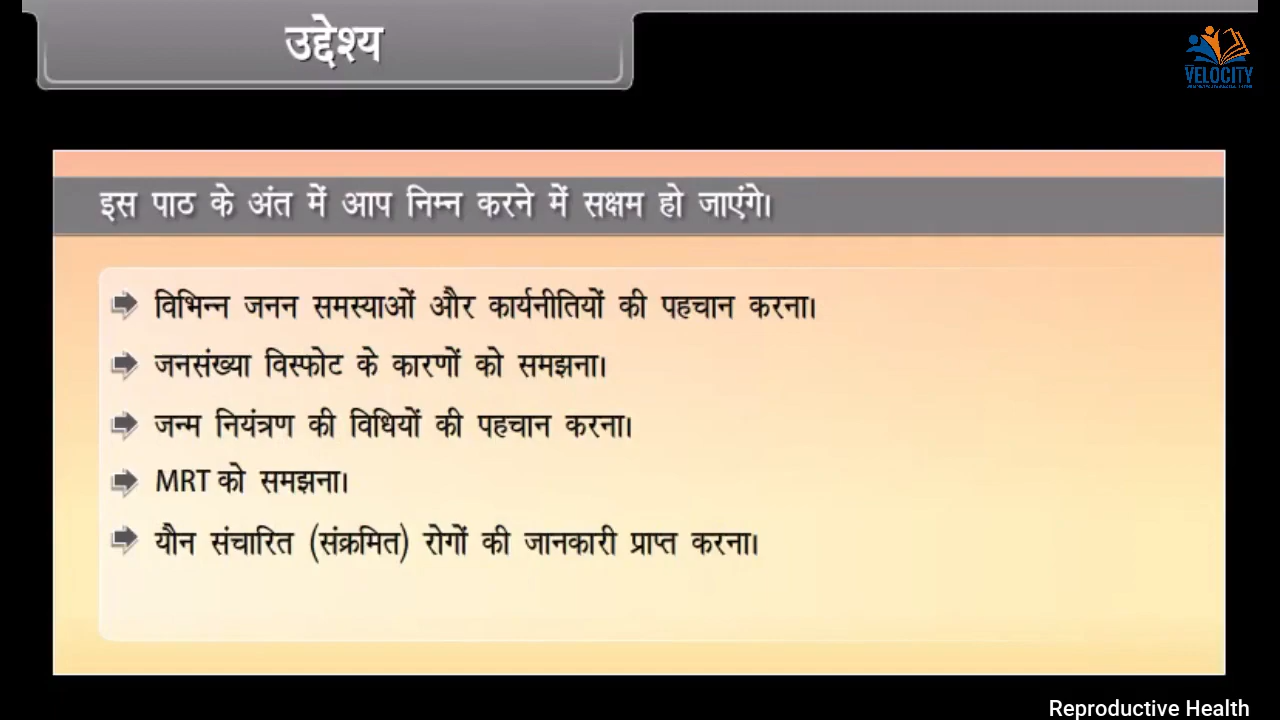 उद्देश्य
VELOCITY
इस पाठ के अंत में आप निम्न करने में सक्षम हो जाएंगे।
विभिन्न जनन समस्याओं और कार्यनीतियों की पहचान करना।
जनसंख्या विस्फोट के कारणों को समझना।
जन्म नियंत्रण की विधियों की पहचान करना।
MRT को समझना।
यौन संचारित (संक्रमित) रोगों की जानकारी प्राप्त करना।
Reproductive Health